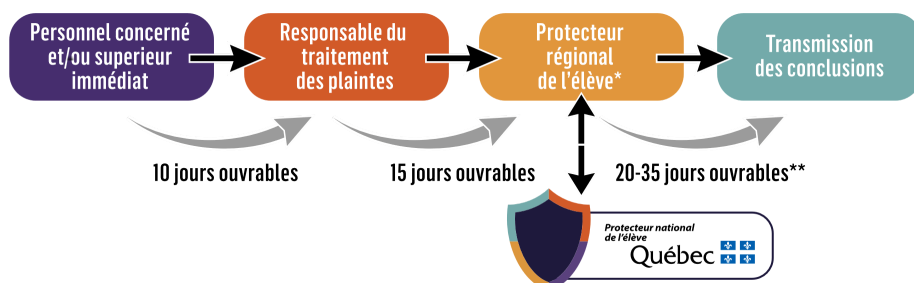 Personnel concerné
et/ou superieur
immédiat
Responsable du
traitement
des plaintes
Protecteur
régional
de l'élève*
Transmission
des conclusions
10 jours ouvrables
15 jours ouvrables
20-35 jours ouvrables**
Protecteur national
de l'élève
Québec